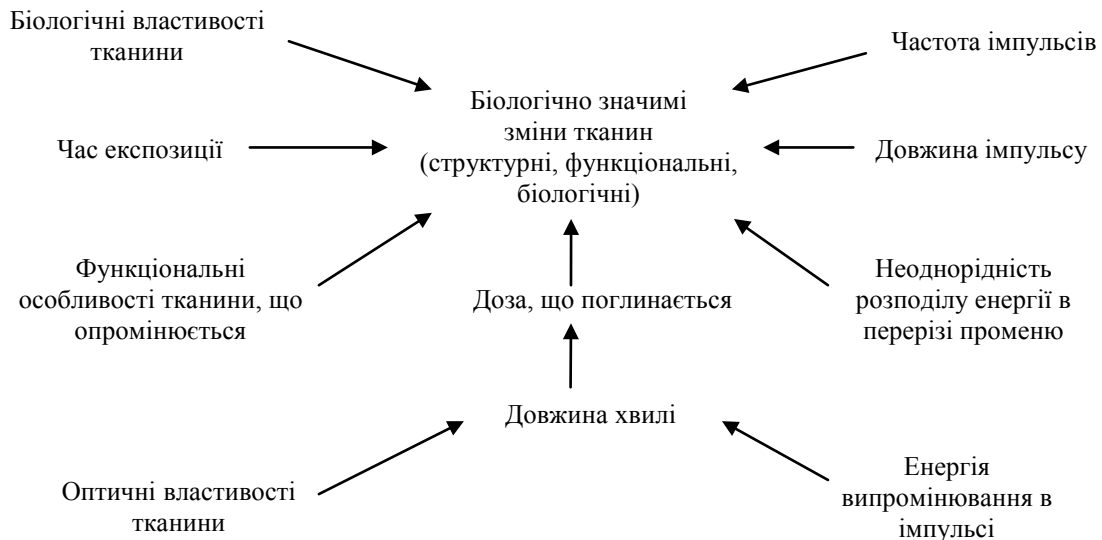 Біологічні властивості
тканини
Частота імпульсів
Біологічно значимі
зміни тканин
(структурні, функціональні,
біологічні)
Час експозиції
Довжина імпульсу
Функціональні
особливості тканини, що
опромінюється
Доза, що поглинається
Неоднорідність
розподілу енергії в
перерізі променю
Довжина хвилі
Оптичні властивості
тканини
Енергія
випромінювання в
імпульсі